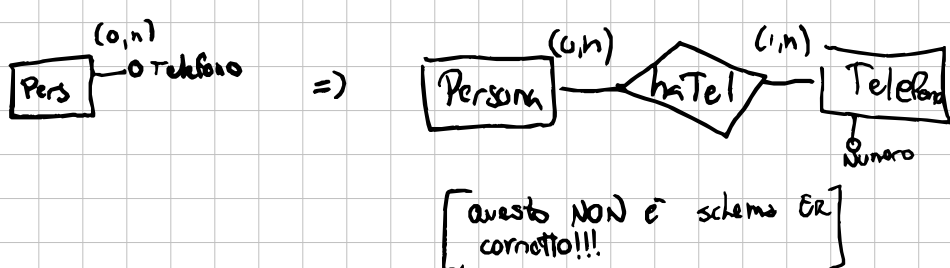 (0,n)
Pers
Telefono
=>
(0,n)
(1,n)
Persona
haTel
Telefono
Numero
questo NON è schema ER
corretto!!!